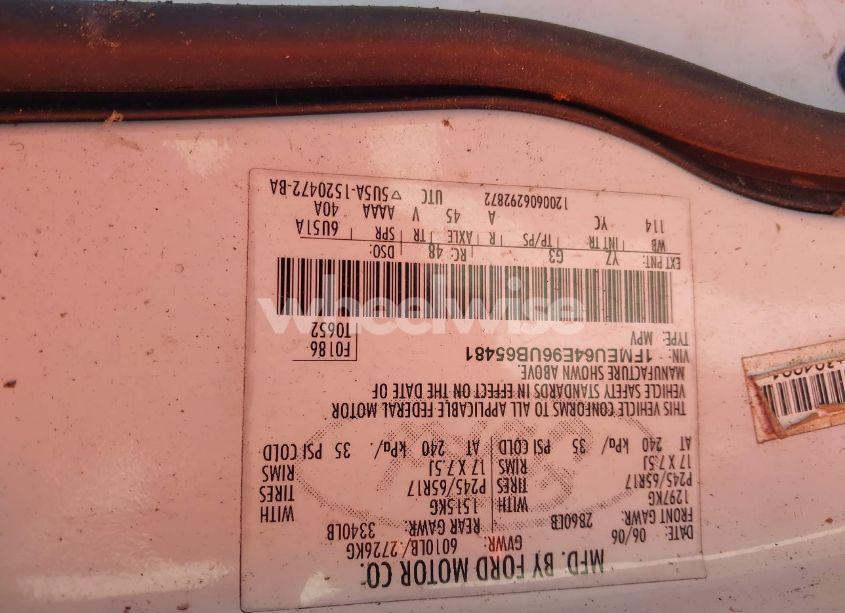 MFD. BY FORD MOTOR CO.
DATE: 06/06 GVWR: 6010LB/2726KG
FRONT GAWR: 2860LB REAR GAWR: 3340LB
1297KG WITH 1515KG WITH
P245/65R17 TIRES P245/65R17 TIRES
17 X 7.5J RIMS 17 X 7.5J RIMS
AT 240 kPa/ 35 PSI COLD AT 240 kPa/ 35 PSI COLD
THIS VEHICLE CONFORMS TO ALL APPLICABLE FEDERAL MOTOR
VEHICLE SAFETY STANDARDS IN EFFECT ON THE DATE OF
MANUFACTURE SHOWN ABOVE.
VIN: 1FMEU64E96UB65481
TYPE: MPV
F0186
T0652
EXT PNT: YZ RC: 48 DSO:
WB INT TR TP/PS R AXLE TR SPR 6U51A
114 YC G3 A 45 V AAAA 40A
1200606292872 UTC ▽ 5U5A-1520472-BA
wheelwise